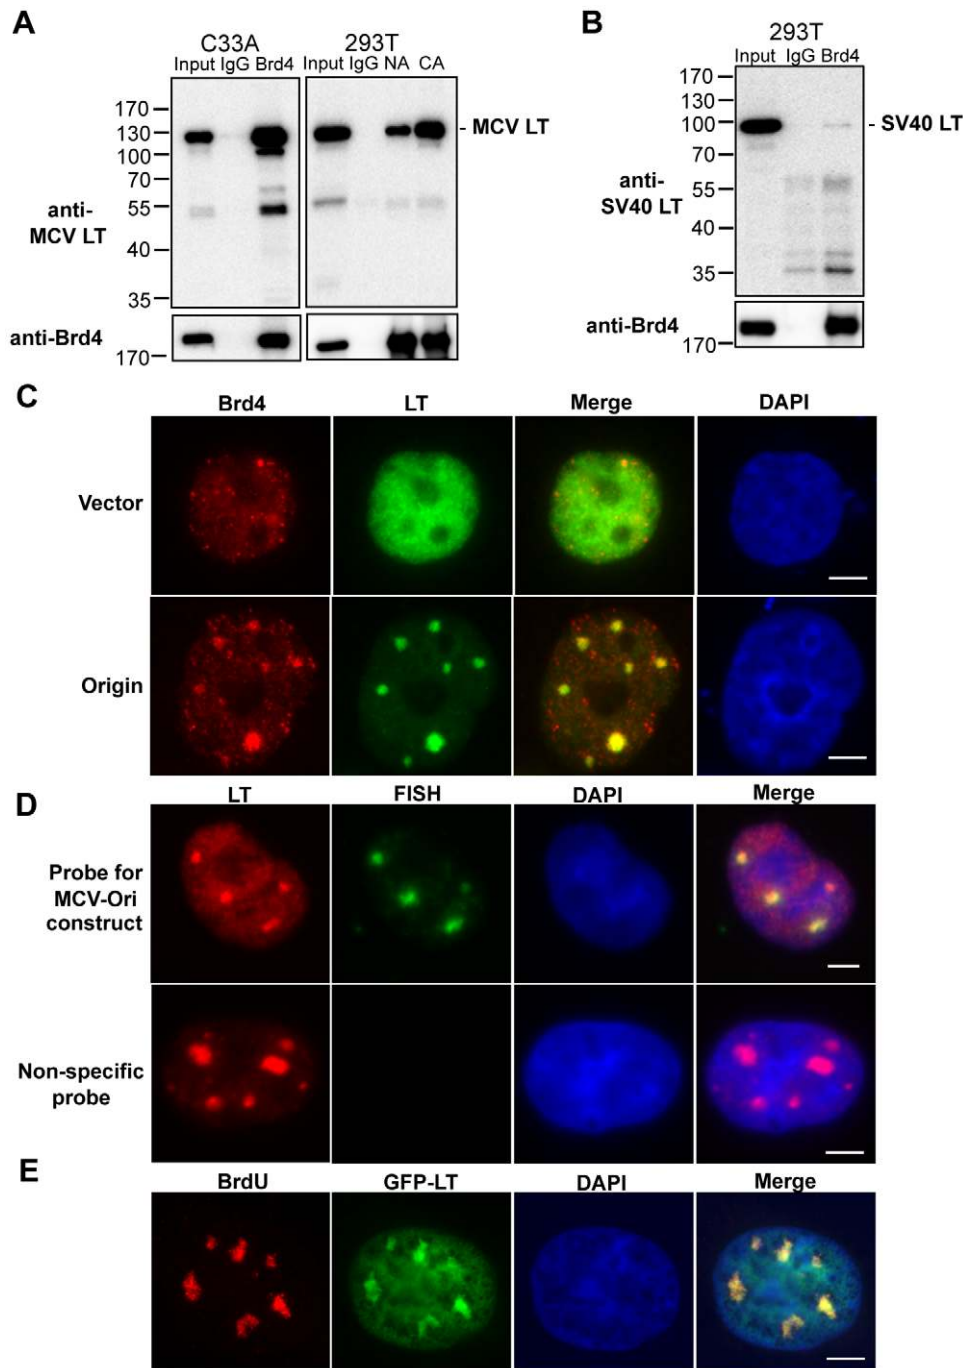 A
C33A 293T
Input IgG Brd4 Input IgG NA CA
170
130
100
70
55
40
35
- MCV LT
anti-
MCV LT
anti-Brd4
170
B
293T
Input IgG Brd4
170
130
100
70
55
40
35
- SV40 LT
anti-
SV40 LT
anti-Brd4
170
C
Brd4 LT Merge DAPI
Vector
Origin
D
LT FISH DAPI Merge
Probe for
MCV-Ori
construct
Non-specific
probe
E
BrdU GFP-LT DAPI Merge